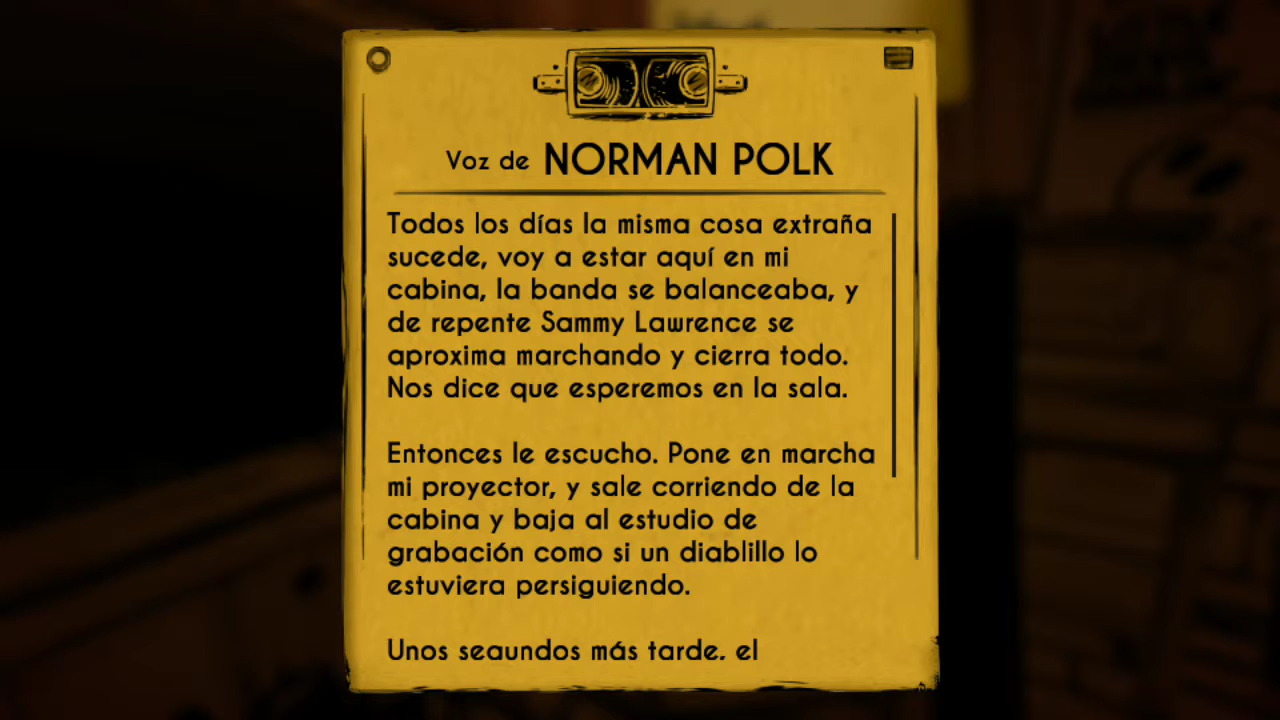 Voz de NORMAN POLK
Todos los días la misma cosa extraña
sucede, voy a estar aquí en mi
cabina, la banda se balanceaba, y
de repente Sammy Lawrence se
aproxima marchando y cierra todo.
Nos dice que esperemos en la sala.
Entonces le escucho. Pone en marcha
mi proyector, y sale corriendo de la
cabina y baja al estudio de
grabación como si un diablillo lo
estuviera persiguiendo.
Unos segundos más tarde, el